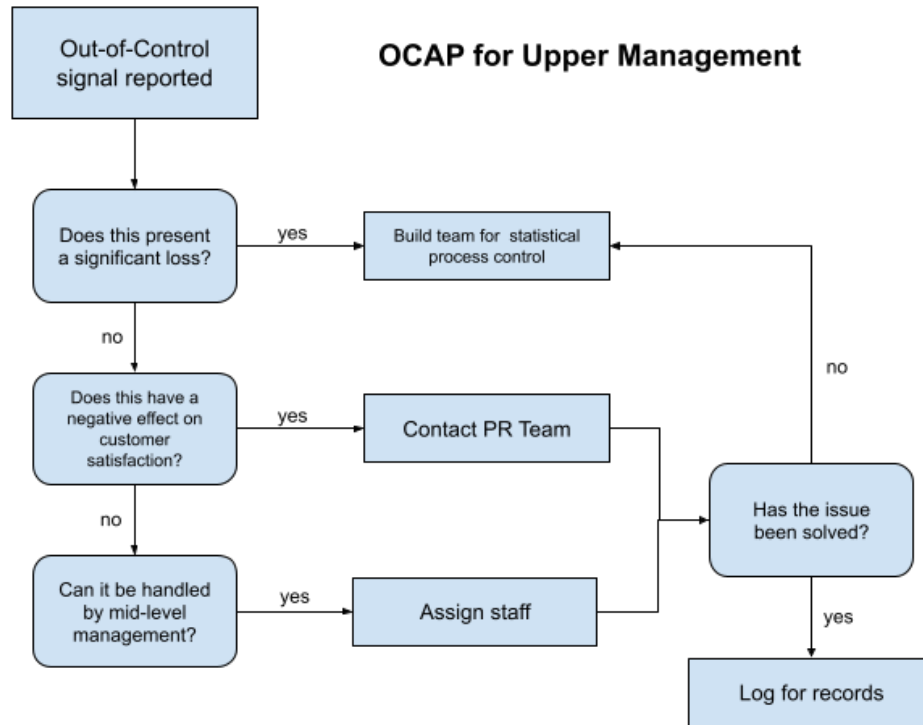 Out-of-Control
signal reported
OCAP for Upper Management
Does this present
a significant loss?
yes
Build team for statistical
process control
no
no
Does this have a
negative effect on
customer
satisfaction?
yes
Contact PR Team
Has the issue
been solved?
no
Can it be handled
by mid-level
management?
yes
Assign staff
yes
Log for records